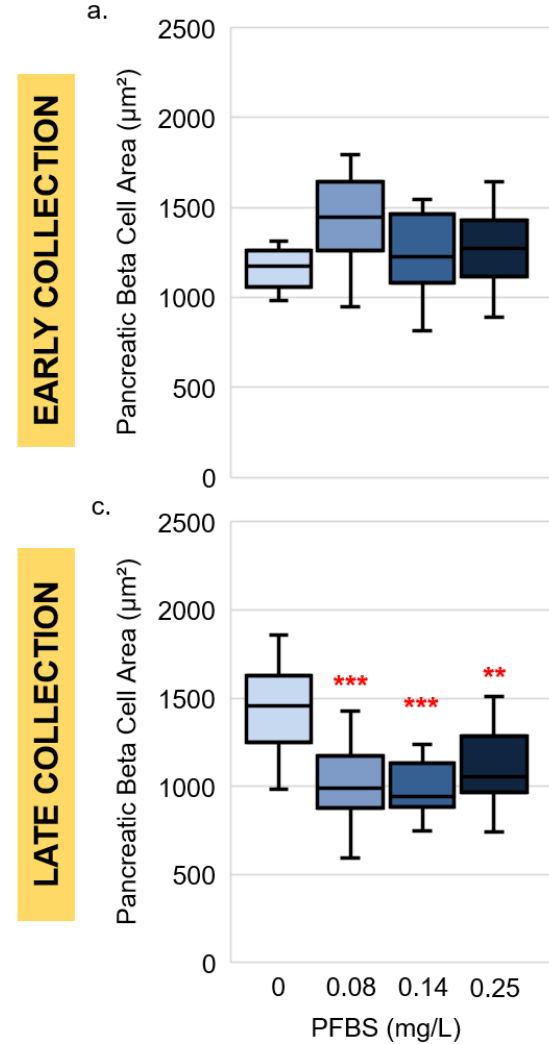 a.
EARLY COLLECTION
Pancreatic Beta Cell Area (µm²)
2500
2000
1500
1000
500
0
c.
LATE COLLECTION
Pancreatic Beta Cell Area (µm²)
2500
2000
1500
1000
500
0
***
***
**
0 0.08 0.14 0.25
PFBS (mg/L)